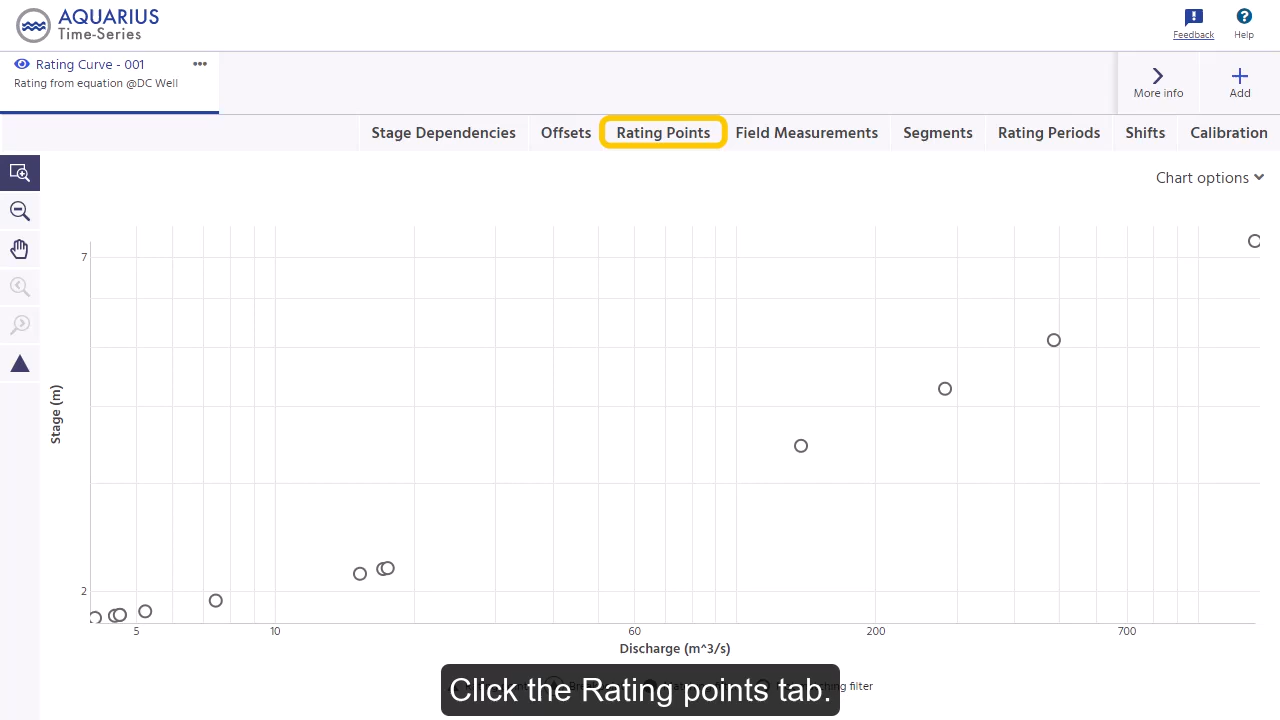 AQUARIUS
Time-Series
Feedback
Help
Rating Curve - 001
Rating from equation @DC Well
More info
Add
Stage Dependencies
Offsets
Rating Points
Field Measurements
Segments
Rating Periods
Shifts
Calibration
Chart options
7
2
Stage (m)
5
10
60
200
700
Discharge (m^3/s)
filter
Click the Rating points tab.